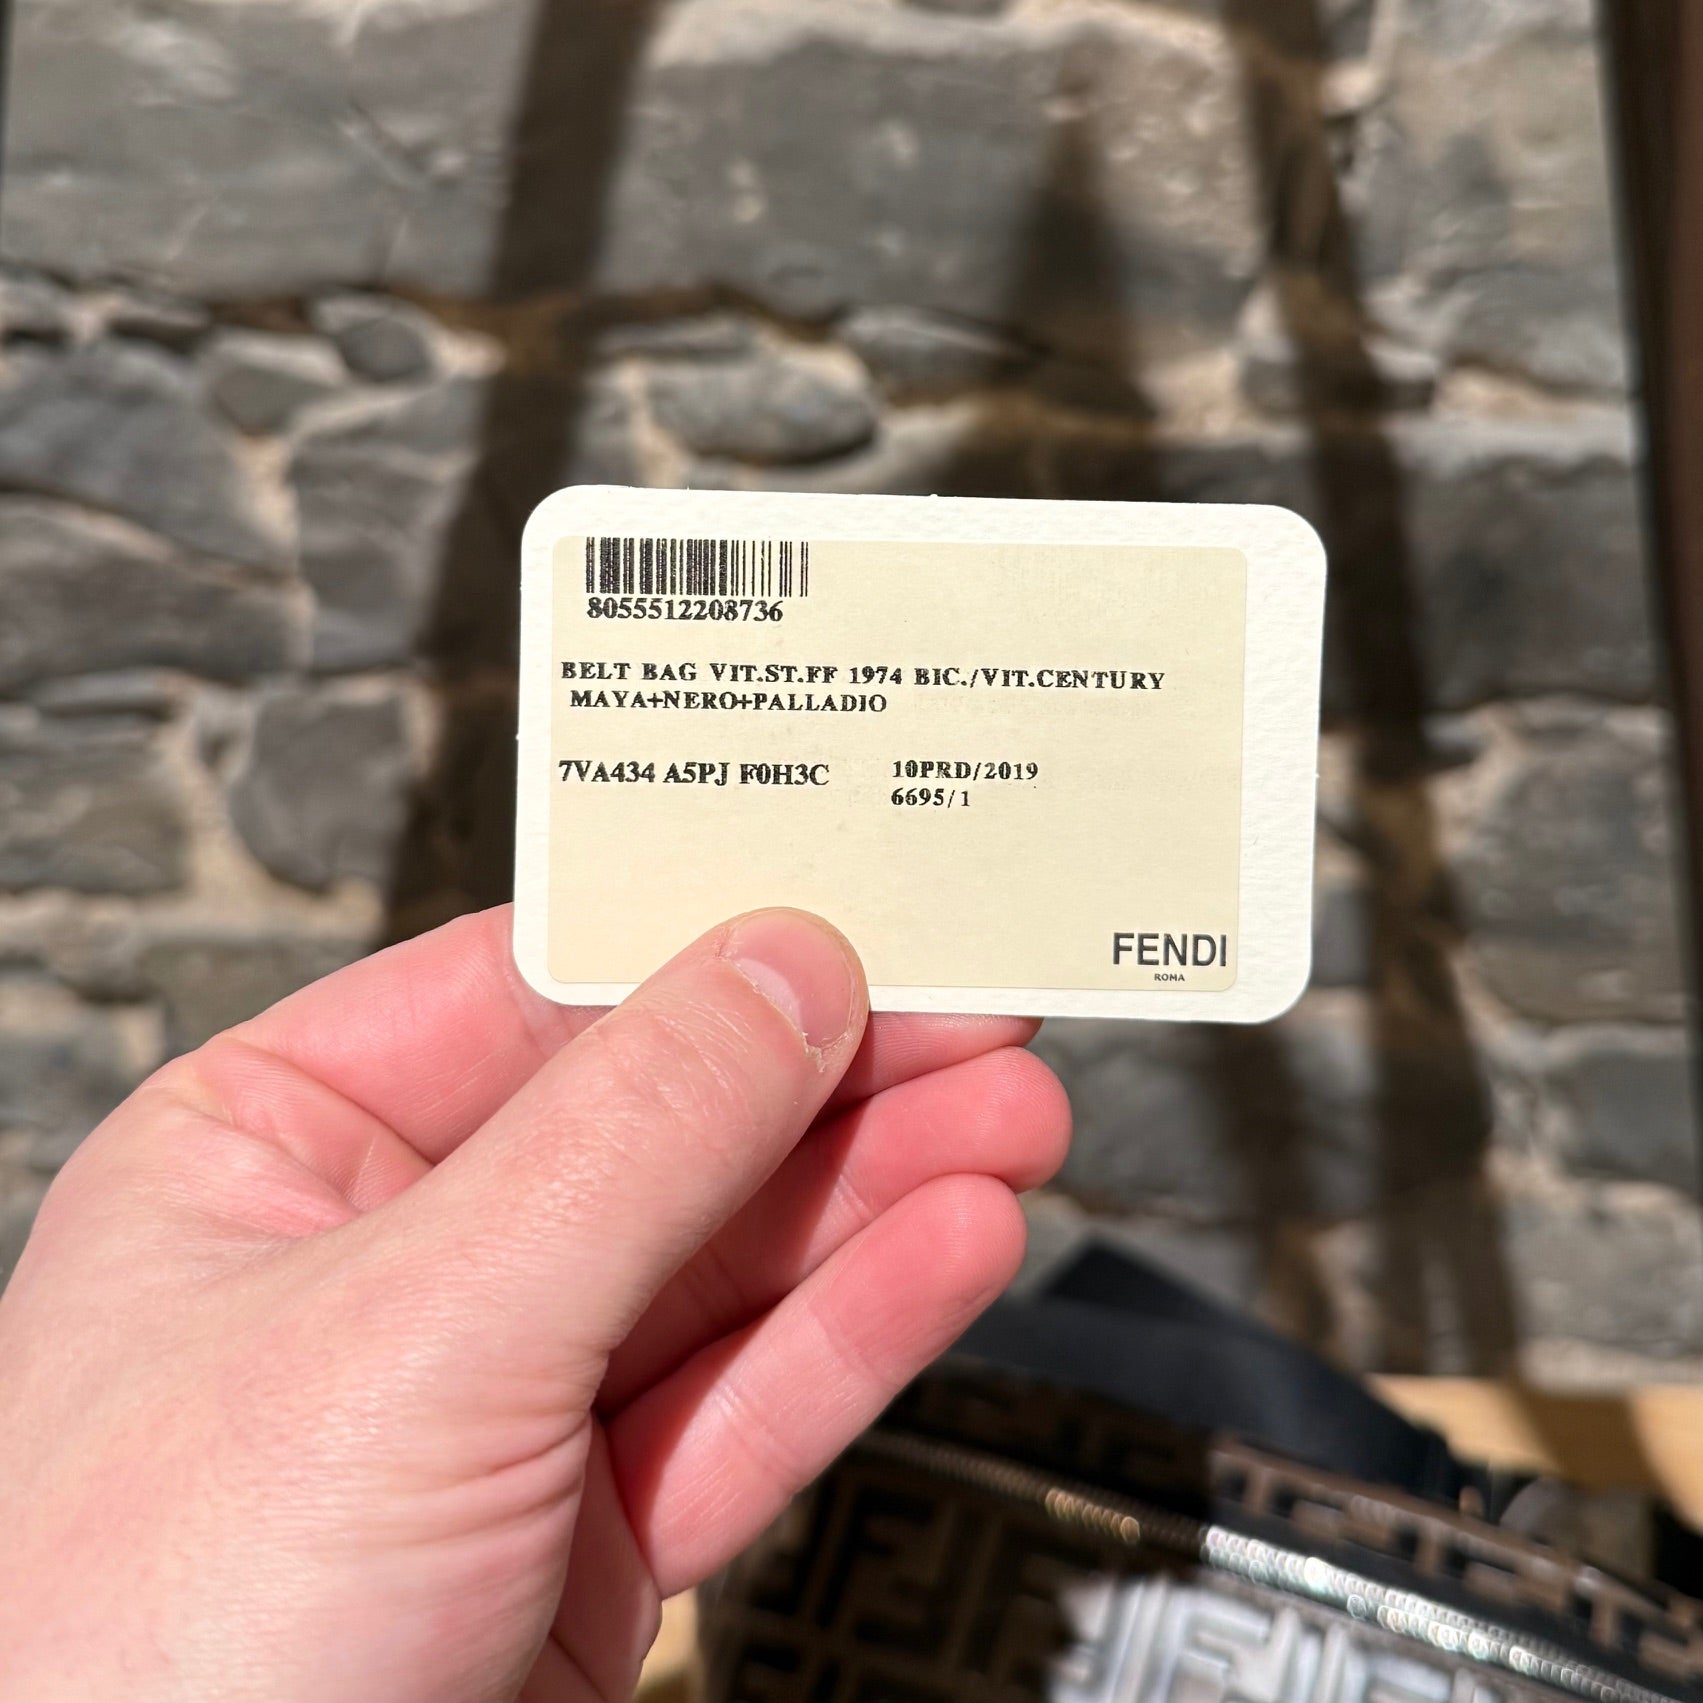 8055512208736
BELT BAG VIT.ST.FF 1974 BIC./VIT.CENTURY
MAYA+NERO+PALLADIO
7VA434 A5PJ F0H3C
10PRD/2019
6695/1
FENDI
ROMA